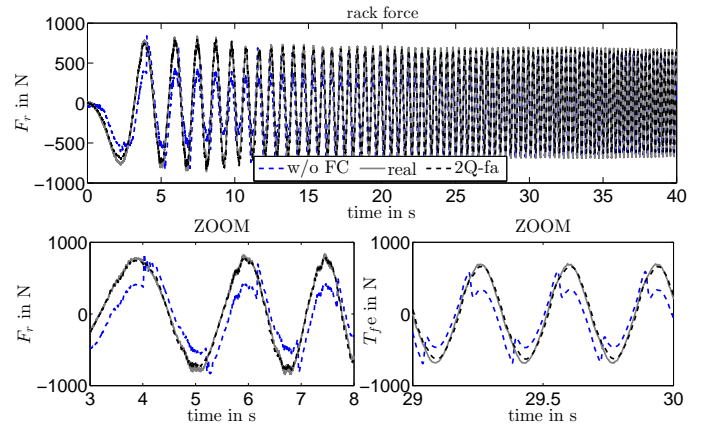 rack force
1000
500
0
−500
−1000
F_r in N
0 5 10 15 20 25 30 35 40
w/o FC real 2Q-fa
time in s
ZOOM
1000
0
−1000
F_r in N
3 4 5 6 7 8
time in s
ZOOM
1000
0
−1000
T_fe in N
29 29.5 30
time in s